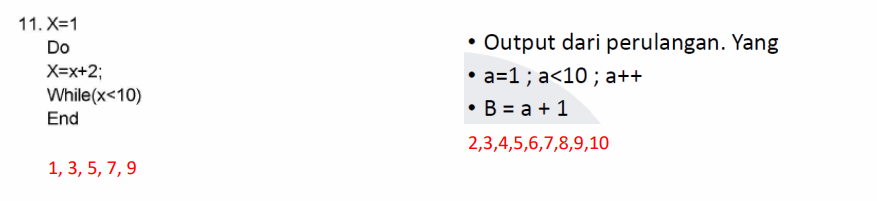 11. X=1
Do
X=x+2;
While(x<10)
End
1, 3, 5, 7, 9
• Output dari perulangan. Yang
• a=1 ; a<10 ; a++
• B = a + 1
2,3,4,5,6,7,8,9,10